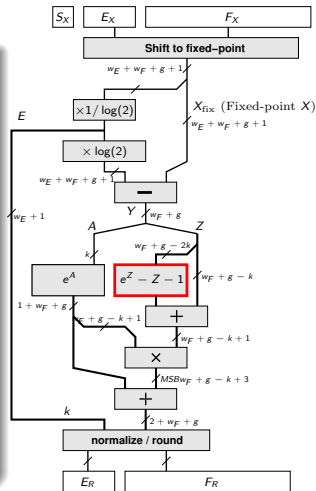 S_X E_X F_X
Shift to fixed-point
w_E + w_F + g + 1
X_fix (Fixed-point X)
w_E + w_F + g + 1
×1/ log(2)
E
× log(2)
w_E + w_F + g + 1
w_E + 1
−
Y w_F + g
A Z
w_F + g − 2k
k
w_F + g − k
e^A e^Z − Z − 1
1 + w_F + g
+
w_F + g − k + 1
w_F + g − k + 1
×
MSBw_F + g − k + 3
+
k
2 + w_F + g
normalize / round
E_R F_R